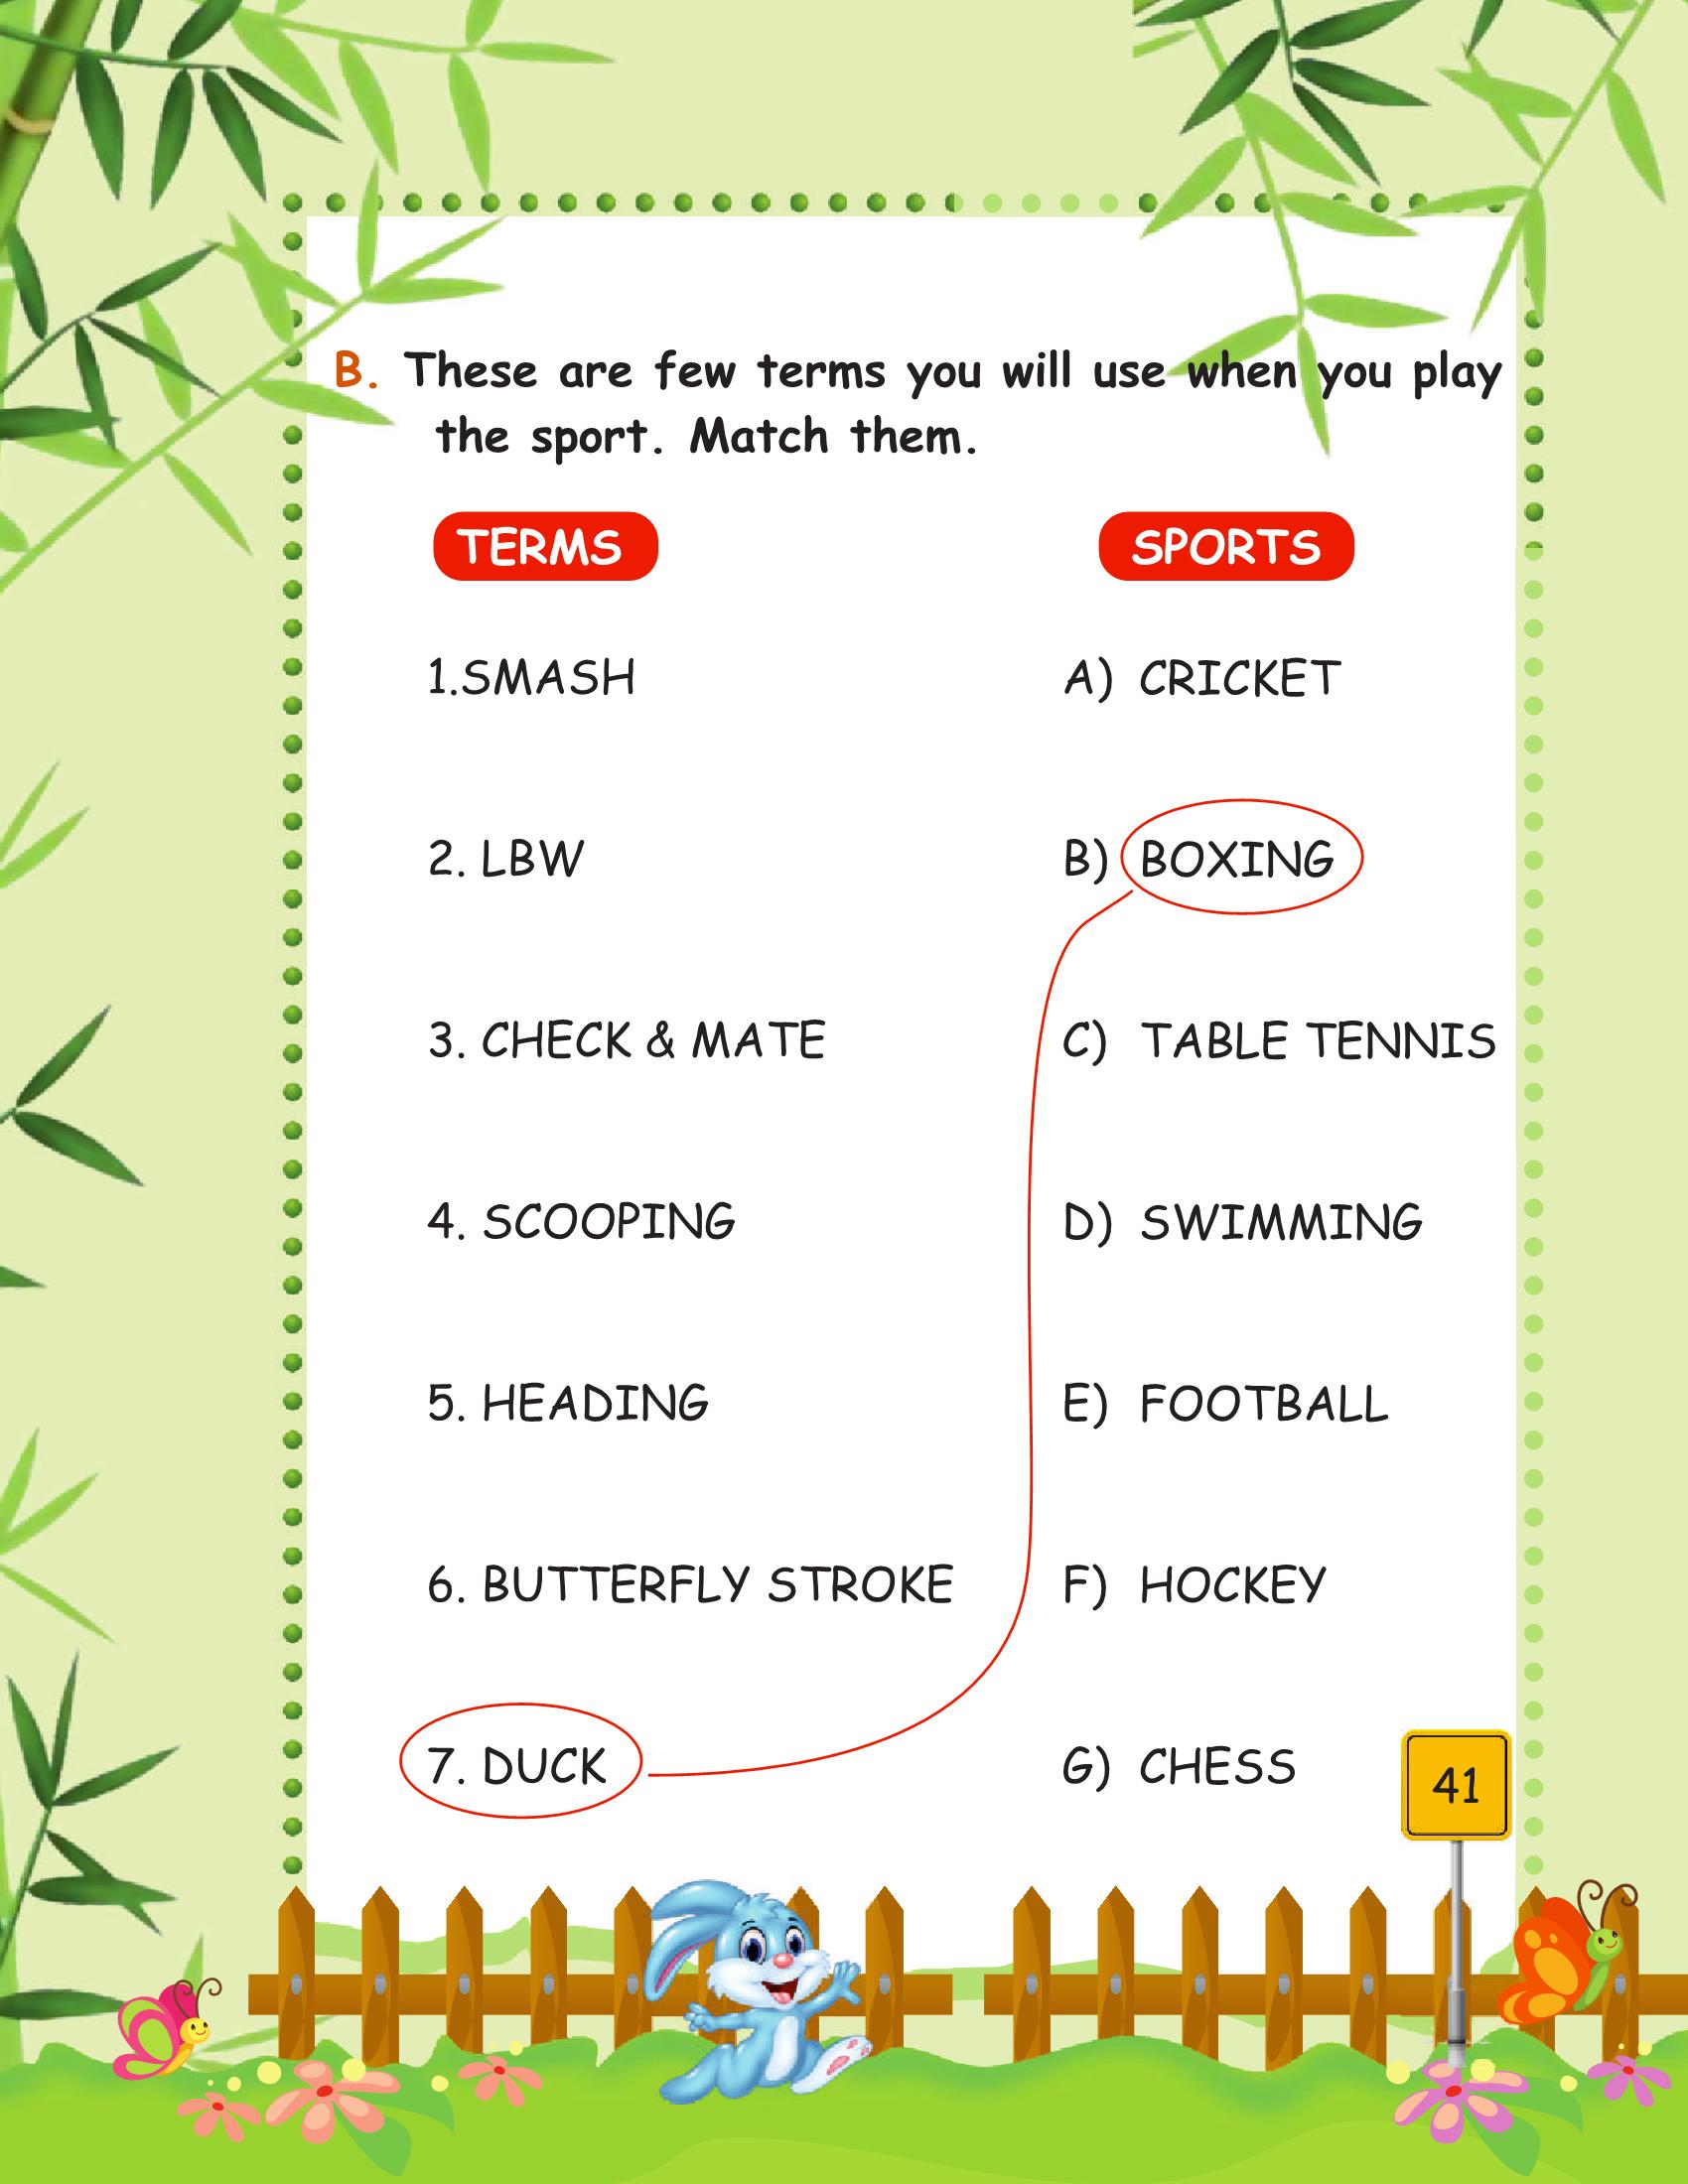 B. These are few terms you will use when you play
the sport. Match them.
TERMS
SPORTS
1.SMASH
A) CRICKET
2. LBW
B) BOXING
3. CHECK & MATE
C) TABLE TENNIS
4. SCOOPING
D) SWIMMING
5. HEADING
E) FOOTBALL
6. BUTTERFLY STROKE
F) HOCKEY
7. DUCK
G) CHESS
41